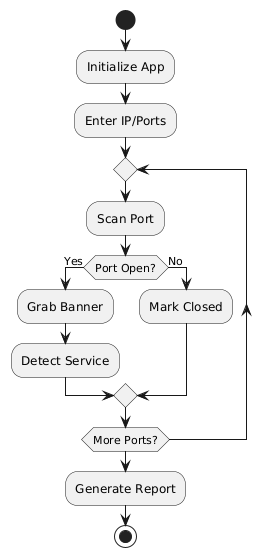 Initialize App
Enter IP/Ports
Scan Port
Port Open?
Yes
No
Grab Banner
Mark Closed
Detect Service
More Ports?
Generate Report